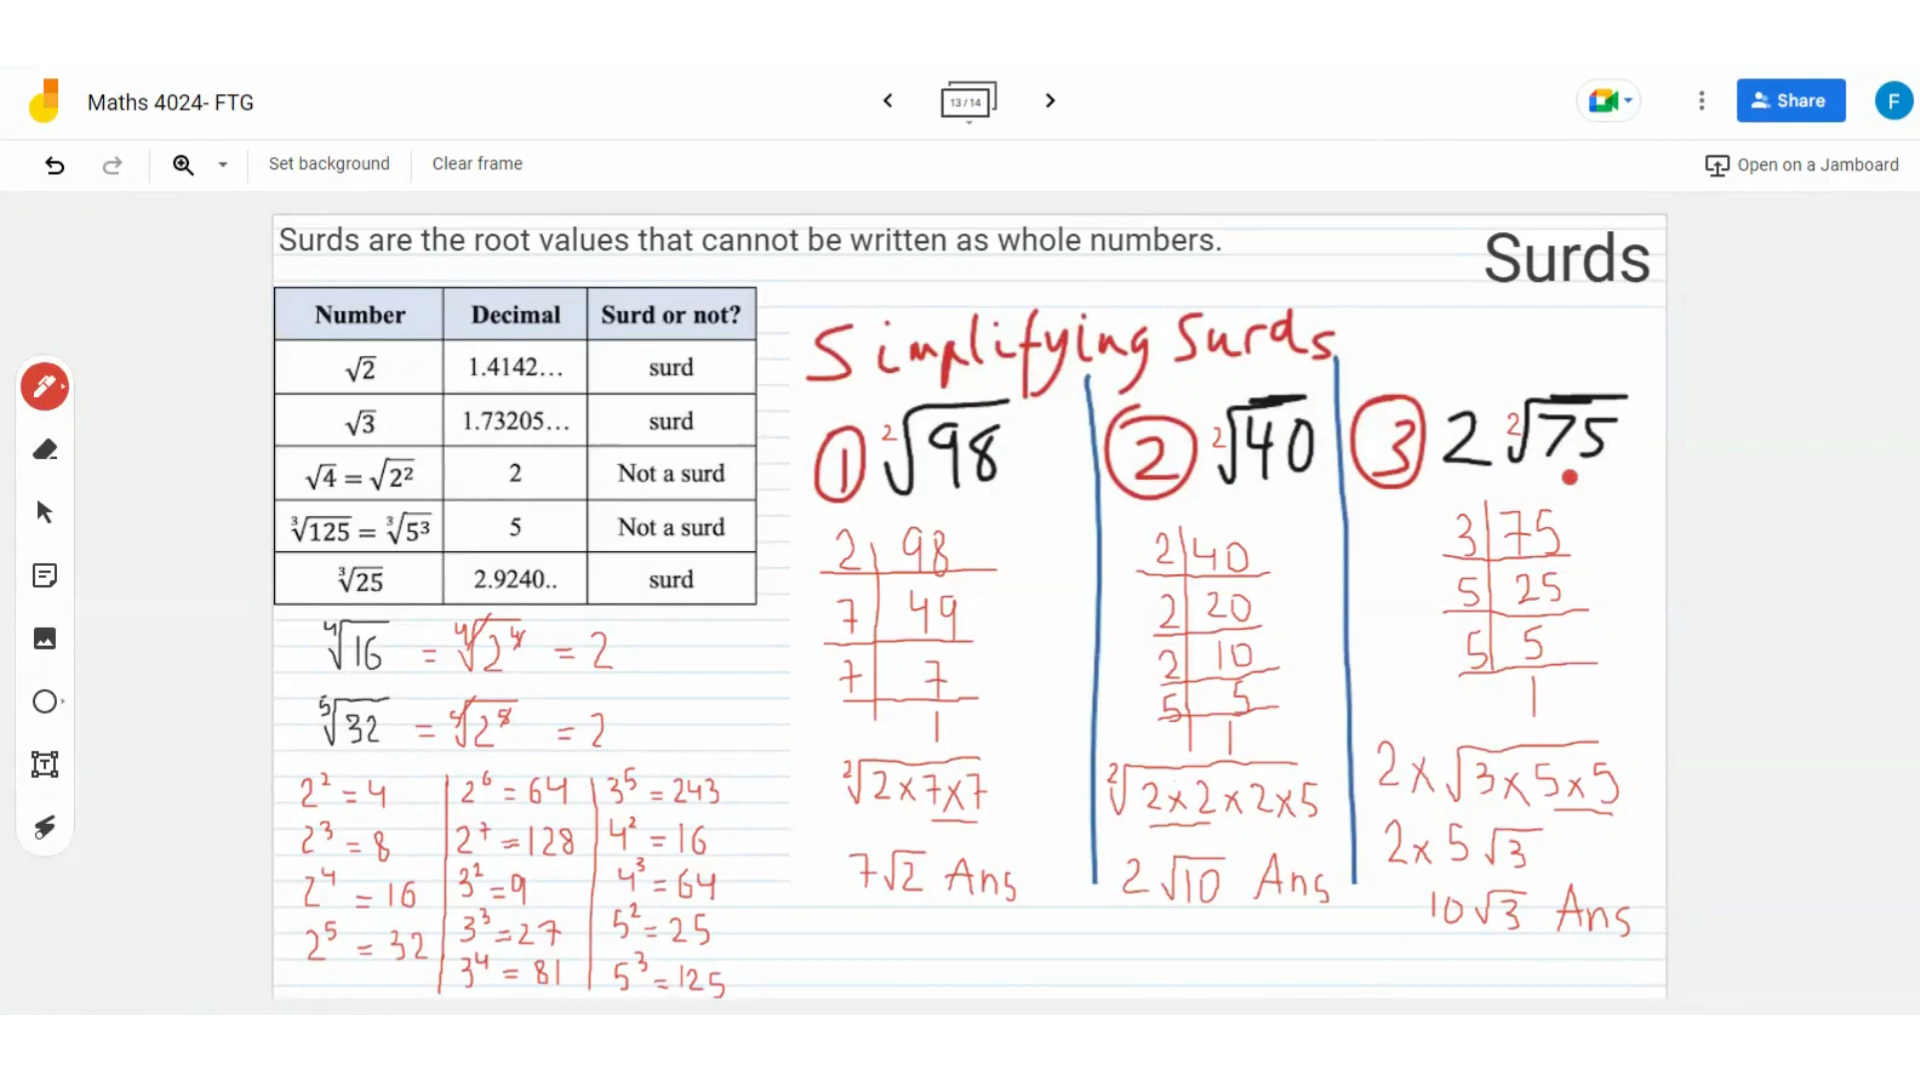 Maths 4024- FTG
13 / 14
Share
F
Set background
Clear frame
Open on a Jamboard
Surds are the root values that cannot be written as whole numbers.
Surds
Number Decimal Surd or not?
√2 1.4142... surd
√3 1.73205... surd
√4 = √2² 2 Not a surd
∛125 = ∛5³ 5 Not a surd
∛25 2.9240.. surd
∜16 = ∜2⁴ = 2
⁵√32 = ⁵√2⁵ = 2
2² = 4
2³ = 8
2⁴ = 16
2⁵ = 32
2⁶ = 64
2⁷ = 128
3² = 9
3³ = 27
3⁴ = 81
3⁵ = 243
4² = 16
4³ = 64
5² = 25
5³ = 125
Simplifying Surds
① ²√98
2 98
7 49
7 7
1
²√2×7×7
7√2 Ans
② ²√40
2 40
2 20
2 10
5 5
1
²√2×2×2×5
2√10 Ans
③ 2 ²√75
3 75
5 25
5 5
1
2×√3×5×5
2×5√3
10√3 Ans